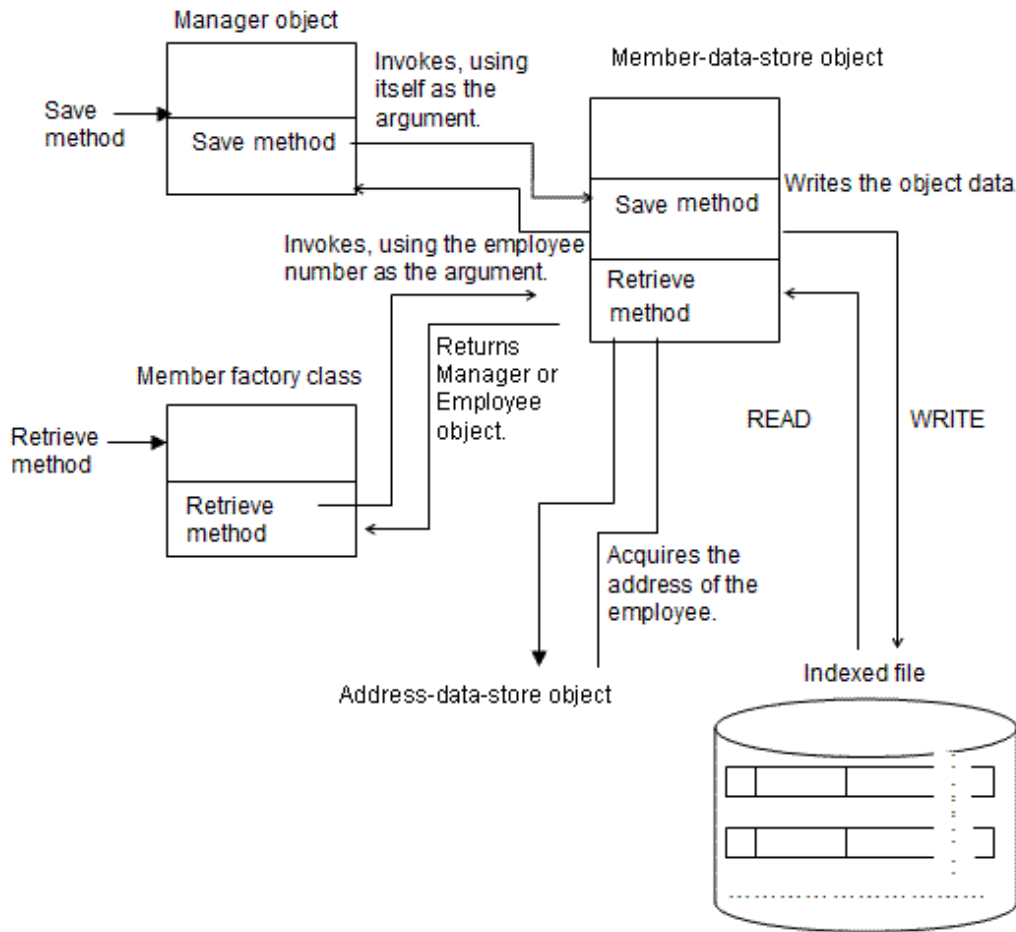 Manager object
Save
method
Save method
Invokes, using
itself as the
argument.
Member-data-store object
Save method
Writes the object data.
Retrieve
method
Invokes, using the employee
number as the argument.
Returns
Manager or
Employee
object.
Member factory class
Retrieve
method
Retrieve
method
READ
WRITE
Acquires the
address of the
employee.
Address-data-store object
Indexed file